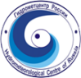 Гидрометцентр России
Hydrometeorological Centre of Russia